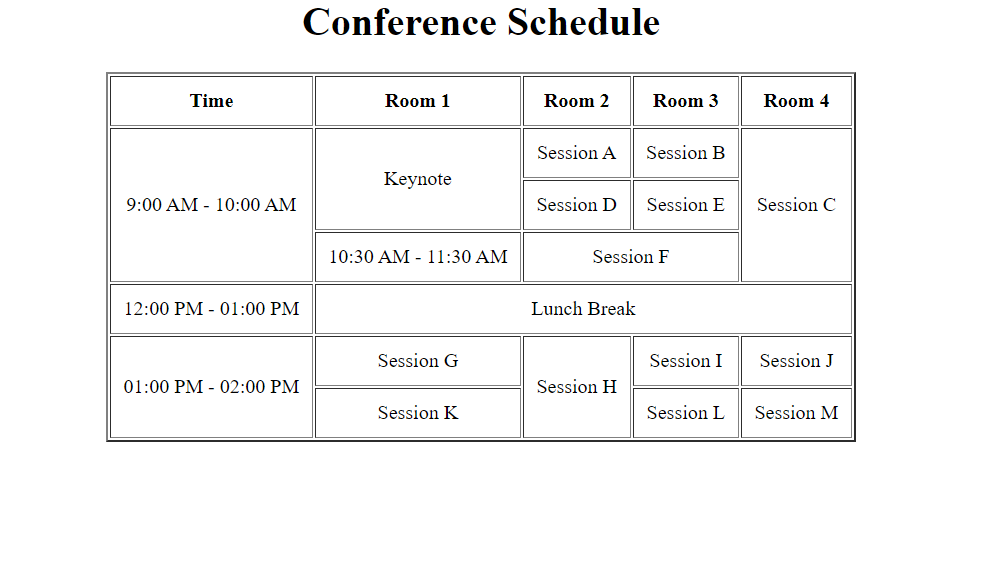 Conference Schedule
Time Room 1 Room 2 Room 3 Room 4
9:00 AM - 10:00 AM Keynote Session A Session B Session C
Session D Session E
10:30 AM - 11:30 AM Session F
12:00 PM - 01:00 PM Lunch Break
01:00 PM - 02:00 PM Session G Session H Session I Session J
Session K Session L Session M